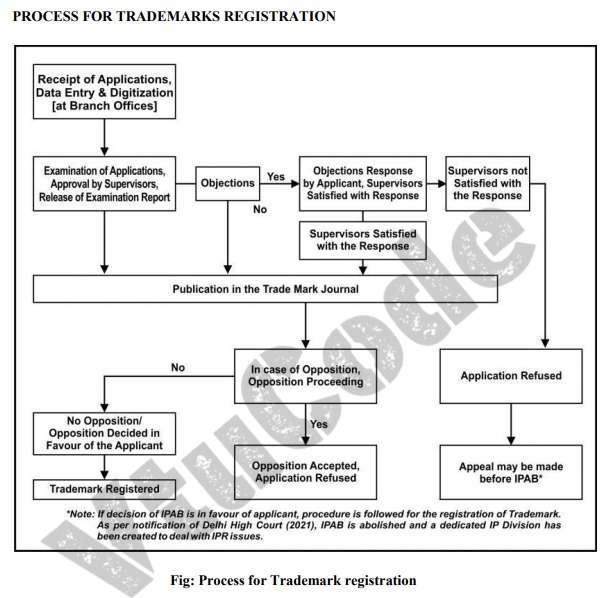 PROCESS FOR TRADEMARKS REGISTRATION
Receipt of Applications,
Data Entry & Digitization
[at Branch Offices]
Examination of Applications,
Approval by Supervisors,
Release of Examination Report
Objections
Yes
No
Objections Response
by Applicant, Supervisors
Satisfied with Response
Supervisors not
Satisfied with
the Response
Supervisors Satisfied
with the Response
Publication in the Trade Mark Journal
No
In case of Opposition,
Opposition Proceeding
Application Refused
No Opposition/
Opposition Decided in
Favour of the Applicant
Yes
Opposition Accepted,
Application Refused
Appeal may be made
before IPAB*
Trademark Registered
*Note: If decision of IPAB is in favour of applicant, procedure is followed for the registration of Trademark.
As per notification of Delhi High Court (2021), IPAB is abolished and a dedicated IP Division has
been created to deal with IPR issues.
Fig: Process for Trademark registration
VtuCode